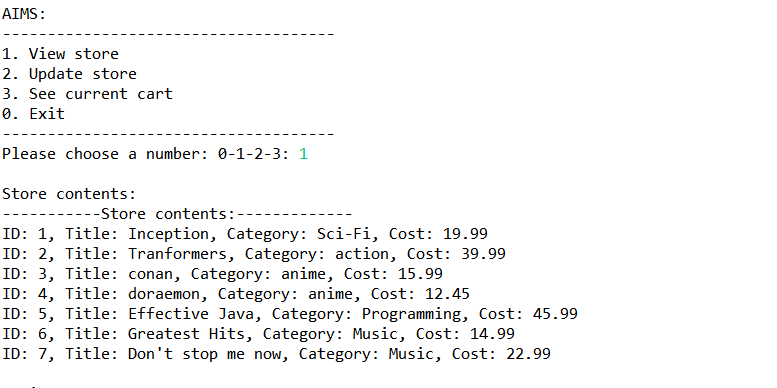 AIMS:
-------------------------------------
1. View store
2. Update store
3. See current cart
0. Exit
-------------------------------------
Please choose a number: 0-1-2-3: 1
Store contents:
-----------Store contents:-------------
ID: 1, Title: Inception, Category: Sci-Fi, Cost: 19.99
ID: 2, Title: Tranformers, Category: action, Cost: 39.99
ID: 3, Title: conan, Category: anime, Cost: 15.99
ID: 4, Title: doraemon, Category: anime, Cost: 12.45
ID: 5, Title: Effective Java, Category: Programming, Cost: 45.99
ID: 6, Title: Greatest Hits, Category: Music, Cost: 14.99
ID: 7, Title: Don't stop me now, Category: Music, Cost: 22.99